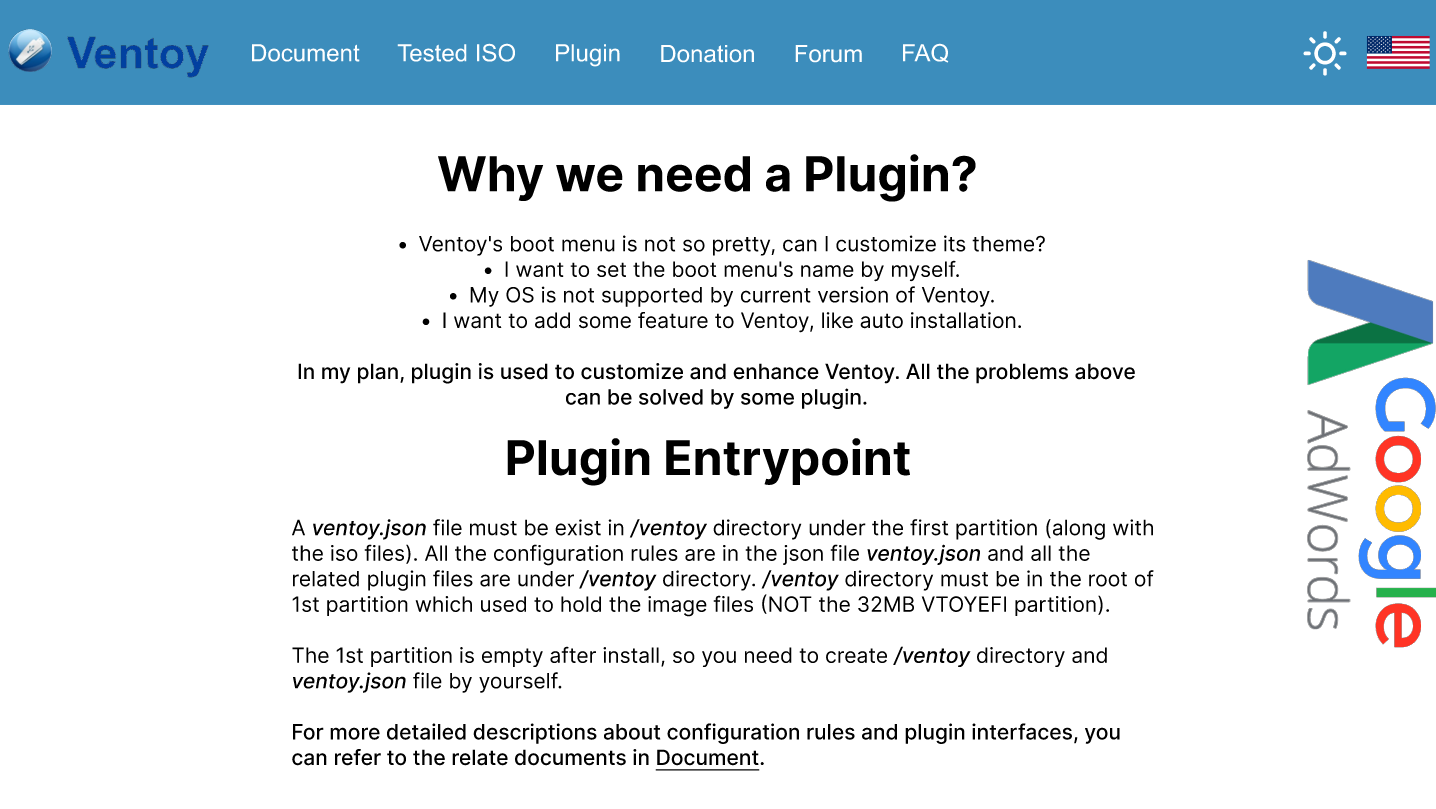 Ventoy Document Tested ISO Plugin Donation Forum FAQ
Why we need a Plugin?
• Ventoy's boot menu is not so pretty, can I customize its theme?
• I want to set the boot menu's name by myself.
• My OS is not supported by current version of Ventoy.
• I want to add some feature to Ventoy, like auto installation.
In my plan, plugin is used to customize and enhance Ventoy. All the problems above
can be solved by some plugin.
Plugin Entrypoint
A ventoy.json file must be exist in /ventoy directory under the first partition (along with
the iso files). All the configuration rules are in the json file ventoy.json and all the
related plugin files are under /ventoy directory. /ventoy directory must be in the root of
1st partition which used to hold the image files (NOT the 32MB VTOYEFI partition).
The 1st partition is empty after install, so you need to create /ventoy directory and
ventoy.json file by yourself.
For more detailed descriptions about configuration rules and plugin interfaces, you
can refer to the relate documents in Document.
Google
AdWords